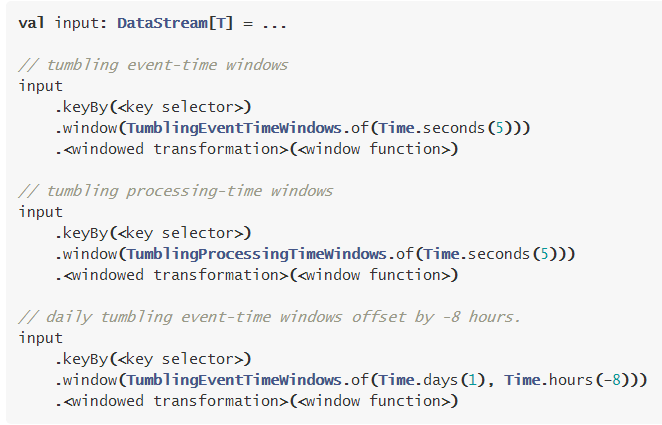 val input: DataStream[T] = ...
// tumbling event-time windows
input
.keyBy(<key selector>)
.window(TumblingEventTimeWindows.of(Time.seconds(5)))
.<windowed transformation>(<window function>)
// tumbling processing-time windows
input
.keyBy(<key selector>)
.window(TumblingProcessingTimeWindows.of(Time.seconds(5)))
.<windowed transformation>(<window function>)
// daily tumbling event-time windows offset by -8 hours.
input
.keyBy(<key selector>)
.window(TumblingEventTimeWindows.of(Time.days(1), Time.hours(-8)))
.<windowed transformation>(<window function>)